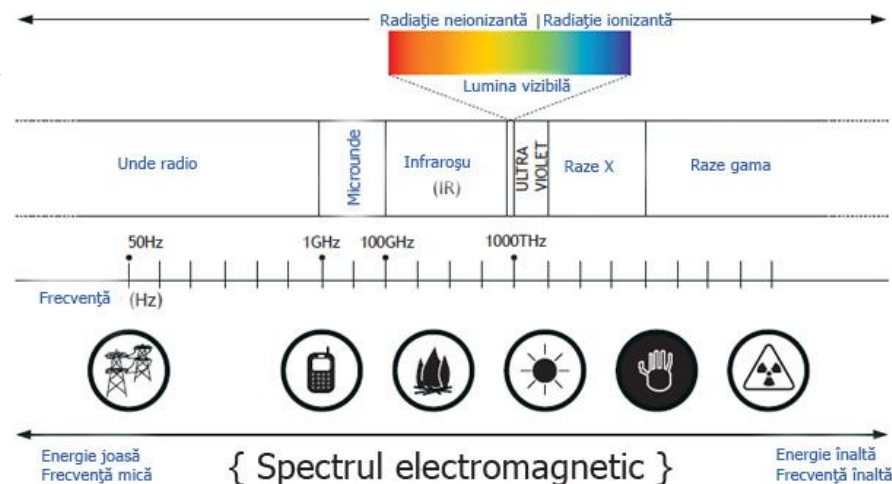 Radiaţie neionizantă | Radiaţie ionizantă
Lumina vizibilă
Unde radio
Microunde
Infraroşu
(IR)
ULTRA
VIOLET
Raze X
Raze gama
50Hz 1GHz 100GHz 1000THz
Frecvenţă (Hz)
Energie joasă
Frecvenţă mică
{ Spectrul electromagnetic }
Energie înaltă
Frecvenţă înaltă